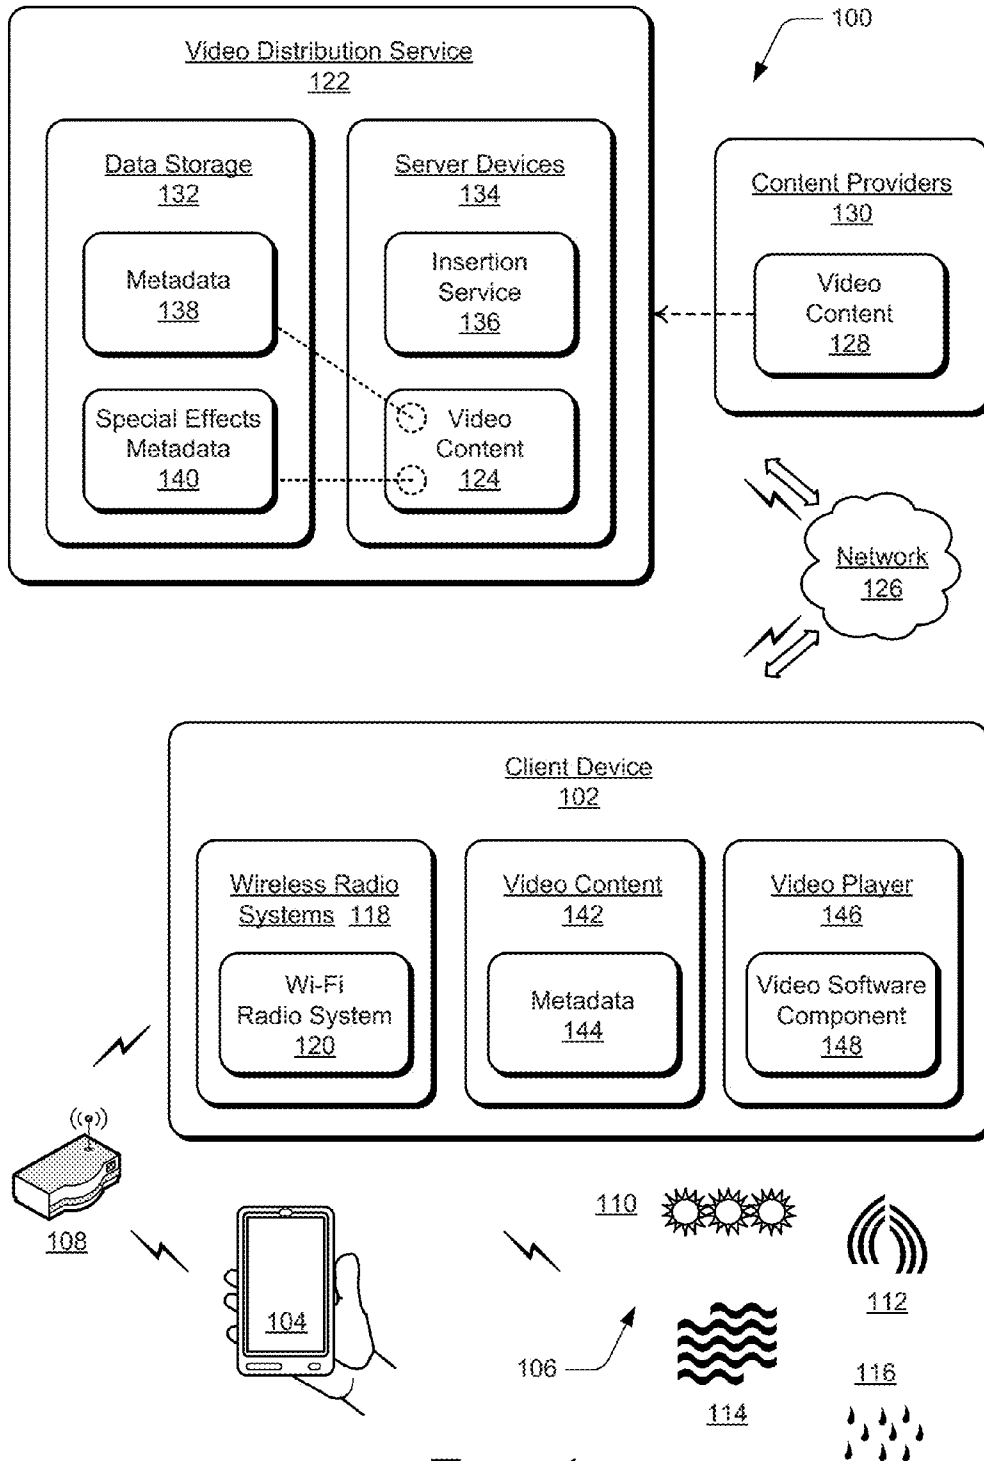 100
Video Distribution Service
122
Data Storage
132
Metadata
138
Special Effects
Metadata
140
Server Devices
134
Insertion
Service
136
Video
Content
124
Content Providers
130
Video
Content
128
Network
126
Client Device
102
Wireless Radio
Systems 118
Wi-Fi
Radio System
120
Video Content
142
Metadata
144
Video Player
146
Video Software
Component
148
108
104
106
110
112
114
116